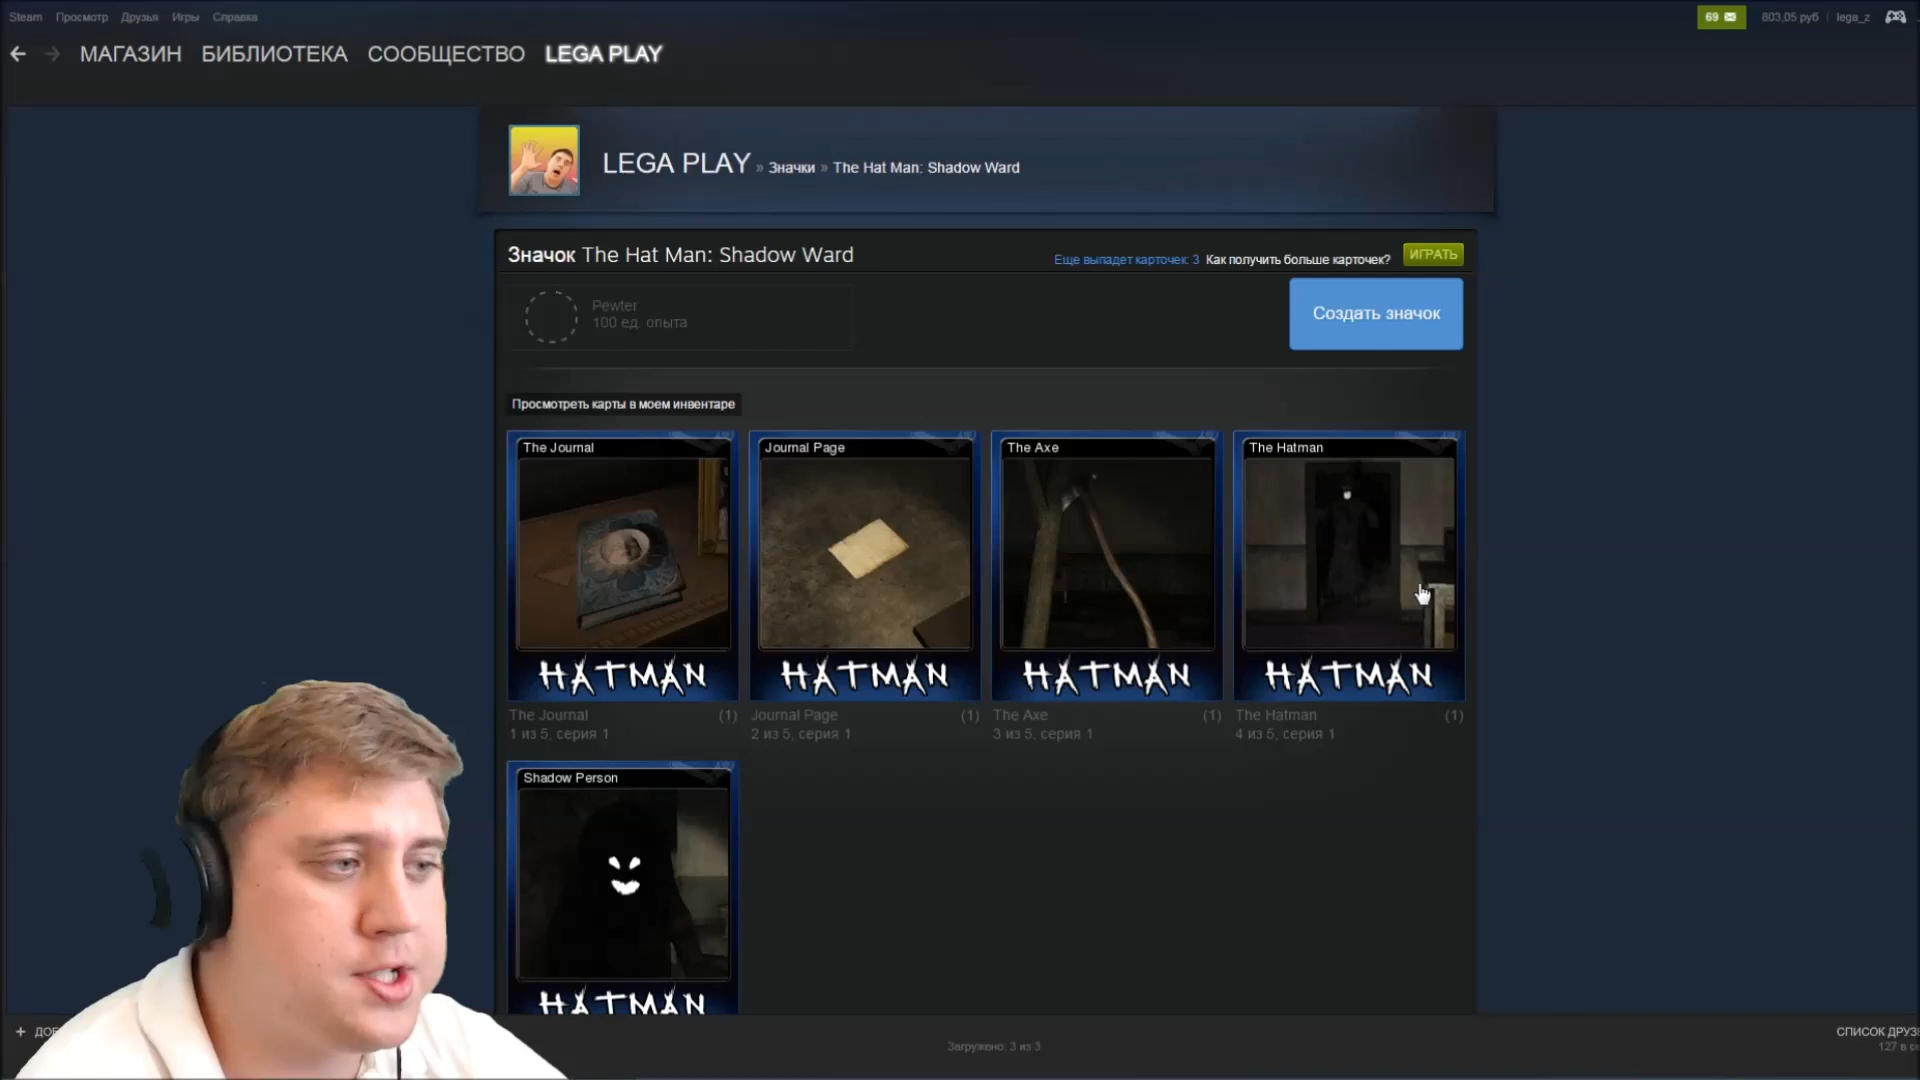 Steam Просмотр Друзья Игры Справка
69
803,05 руб
lega_z
МАГАЗИН БИБЛИОТЕКА СООБЩЕСТВО LEGA PLAY
LEGA PLAY » Значки » The Hat Man: Shadow Ward
Значок The Hat Man: Shadow Ward
Еще выпадет карточек: 3 Как получить больше карточек? ИГРАТЬ
Pewter
100 ед. опыта
Создать значок
Просмотреть карты в моем инвентаре
The Journal
Journal Page
The Axe
The Hatman
HATMAN
HATMAN
HATMAN
HATMAN
The Journal (1)
1 из 5, серия 1
Journal Page (1)
2 из 5, серия 1
The Axe (1)
3 из 5, серия 1
The Hatman (1)
4 из 5, серия 1
Shadow Person
HATMAN
+ ДОБ
Загружено: 3 из 3
СПИСОК ДРУЗ
127 в се